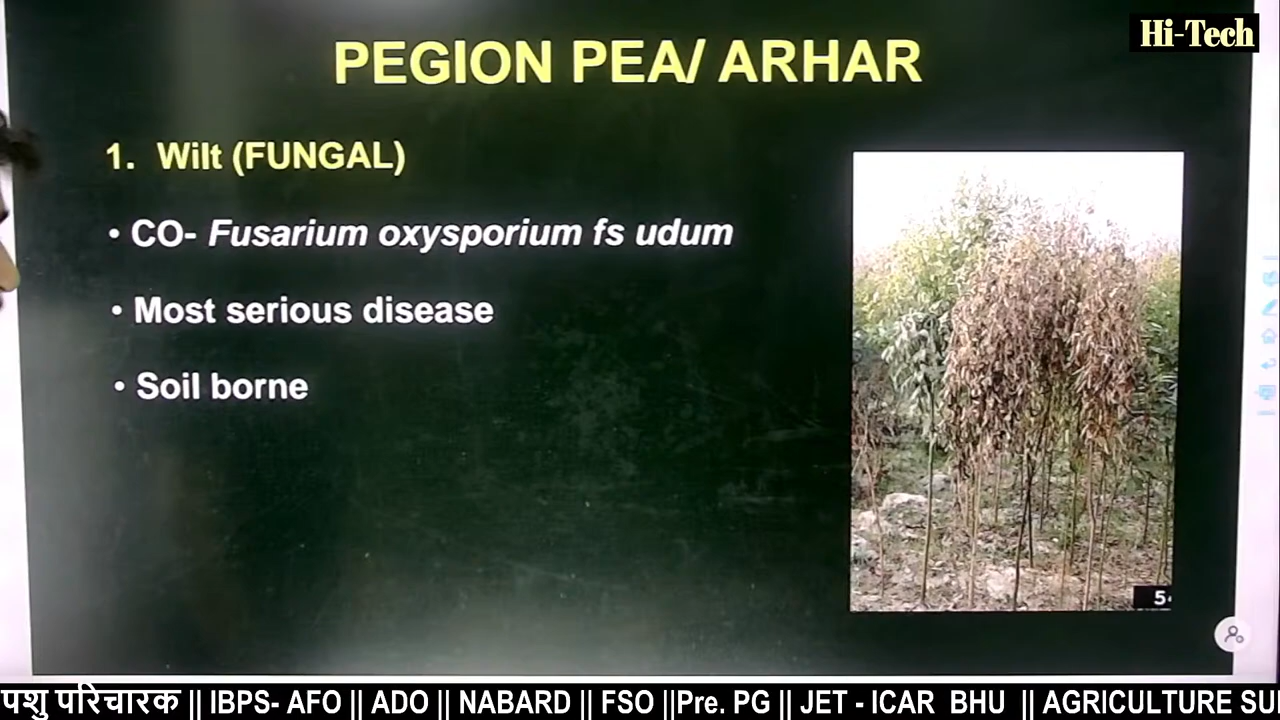 Hi-Tech
PEGION PEA/ ARHAR
1. Wilt (FUNGAL)
• CO- Fusarium oxysporium fs udum
• Most serious disease
• Soil borne
5
पशु परिचारक || IBPS- AFO || ADO || NABARD || FSO ||Pre. PG || JET - ICAR BHU || AGRICULTURE SU